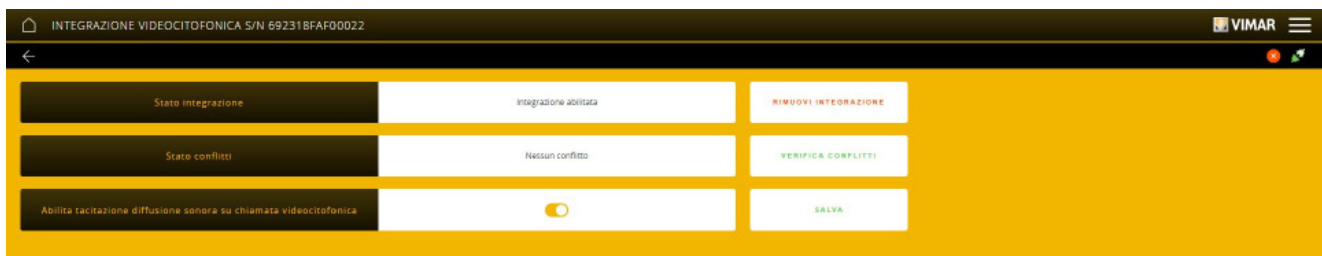 INTEGRAZIONE VIDEOCITOFONICA S/N 692318FAF00022
VIMAR
Stato integrazione
Integrazione abilitata
RIMUOVI INTEGRAZIONE
Stato conflitti
Nessun conflitto
VERIFICA CONFLITTI
Abilita tacitazione diffusione sonora su chiamata videocitofonica
SALVA